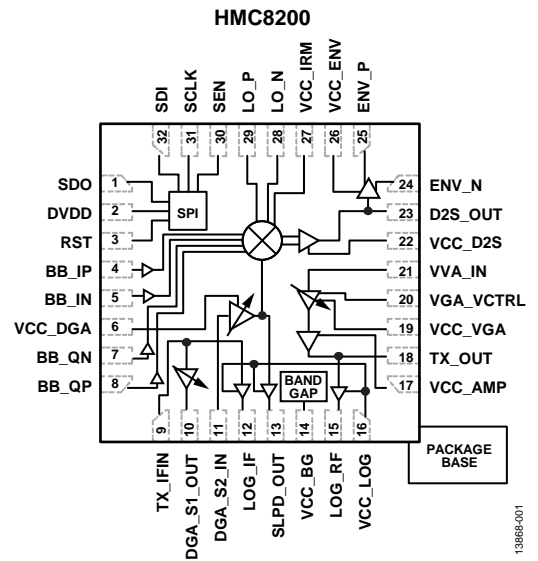 HMC8200
SDI
SCLK
SEN
LO_P
LO_N
VCC_IRM
VCC_ENV
ENV_P
32
31
30
29
28
27
26
25
SDO
1
DVDD
2
RST
3
BB_IP
4
BB_IN
5
VCC_DGA
6
BB_QN
7
BB_QP
8
SPI
BAND
GAP
24
ENV_N
23
D2S_OUT
22
VCC_D2S
21
VVA_IN
20
VGA_VCTRL
19
VCC_VGA
18
TX_OUT
17
VCC_AMP
9
10
11
12
13
14
15
16
TX_IFIN
DGA_S1_OUT
DGA_S2_IN
LOG_IF
SLPD_OUT
VCC_BG
LOG_RF
VCC_LOG
PACKAGE
BASE
13868-001